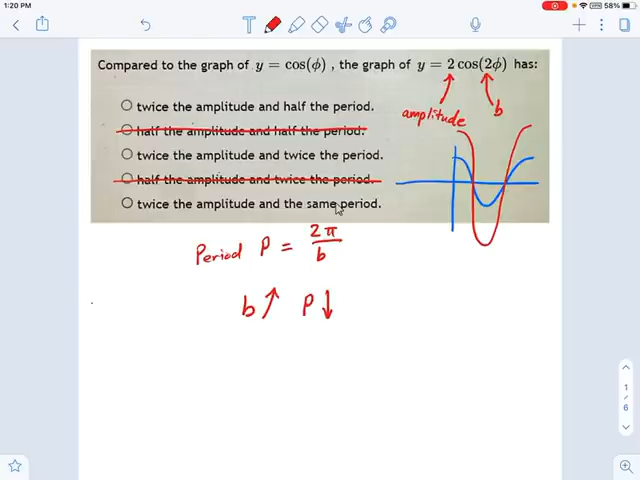 1:20 PM
58%
Compared to the graph of y = cos(ϕ) , the graph of y = 2 cos(2ϕ) has:
twice the amplitude and half the period.
half the amplitude and half the period.
twice the amplitude and twice the period.
half the amplitude and twice the period.
twice the amplitude and the same period.
amplitude b
Period P = 2π/b
b ↑ P ↓
1
/
6